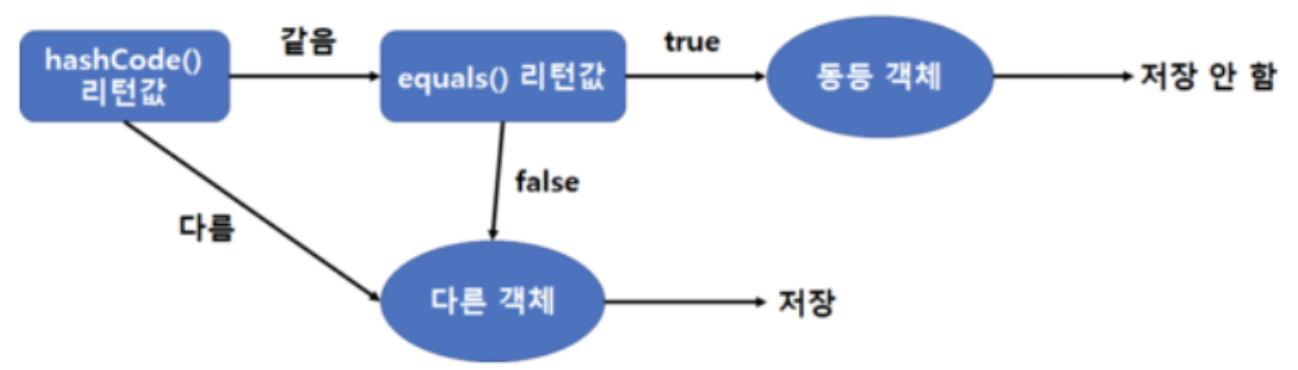 hashCode()
리턴값
같음
equals() 리턴값
true
동등 객체
저장 안 함
false
다름
다른 객체
저장